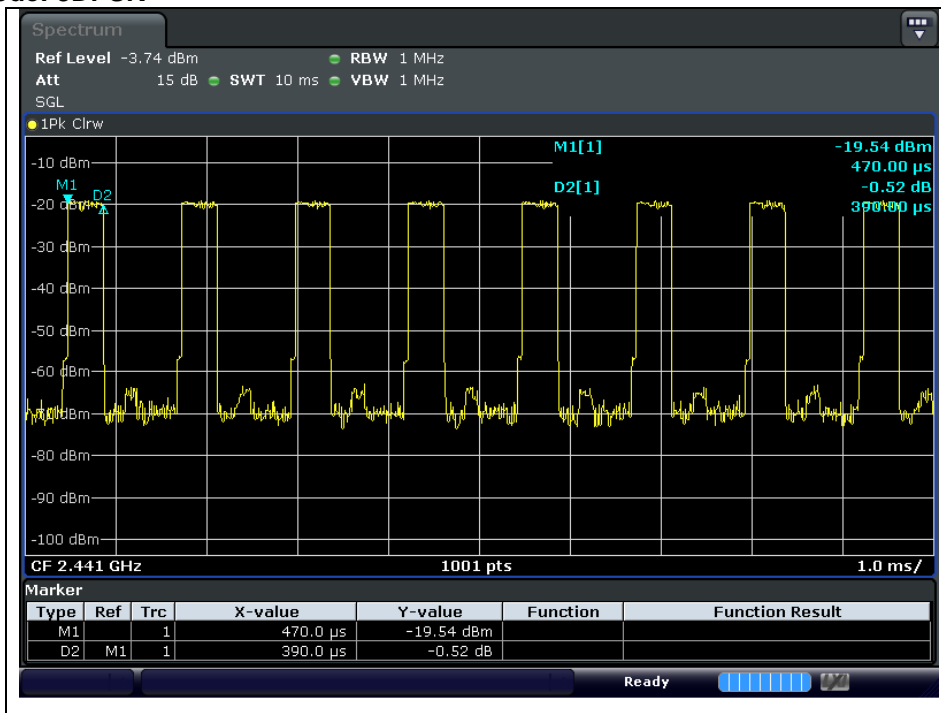 Spectrum
Ref Level -3.74 dBm RBW 1 MHz
Att 15 dB SWT 10 ms VBW 1 MHz
SGL
1Pk Clrw
M1[1] -19.54 dBm
470.00 µs
D2[1] -0.52 dB
390.00 µs
M1
D2
-10 dBm
-20 dBm
-30 dBm
-40 dBm
-50 dBm
-60 dBm
-70 dBm
-80 dBm
-90 dBm
-100 dBm
CF 2.441 GHz 1001 pts 1.0 ms/
Marker
Type Ref Trc X-value Y-value Function Function Result
M1 1 470.0 µs -19.54 dBm
D2 M1 1 390.0 µs -0.52 dB
Ready